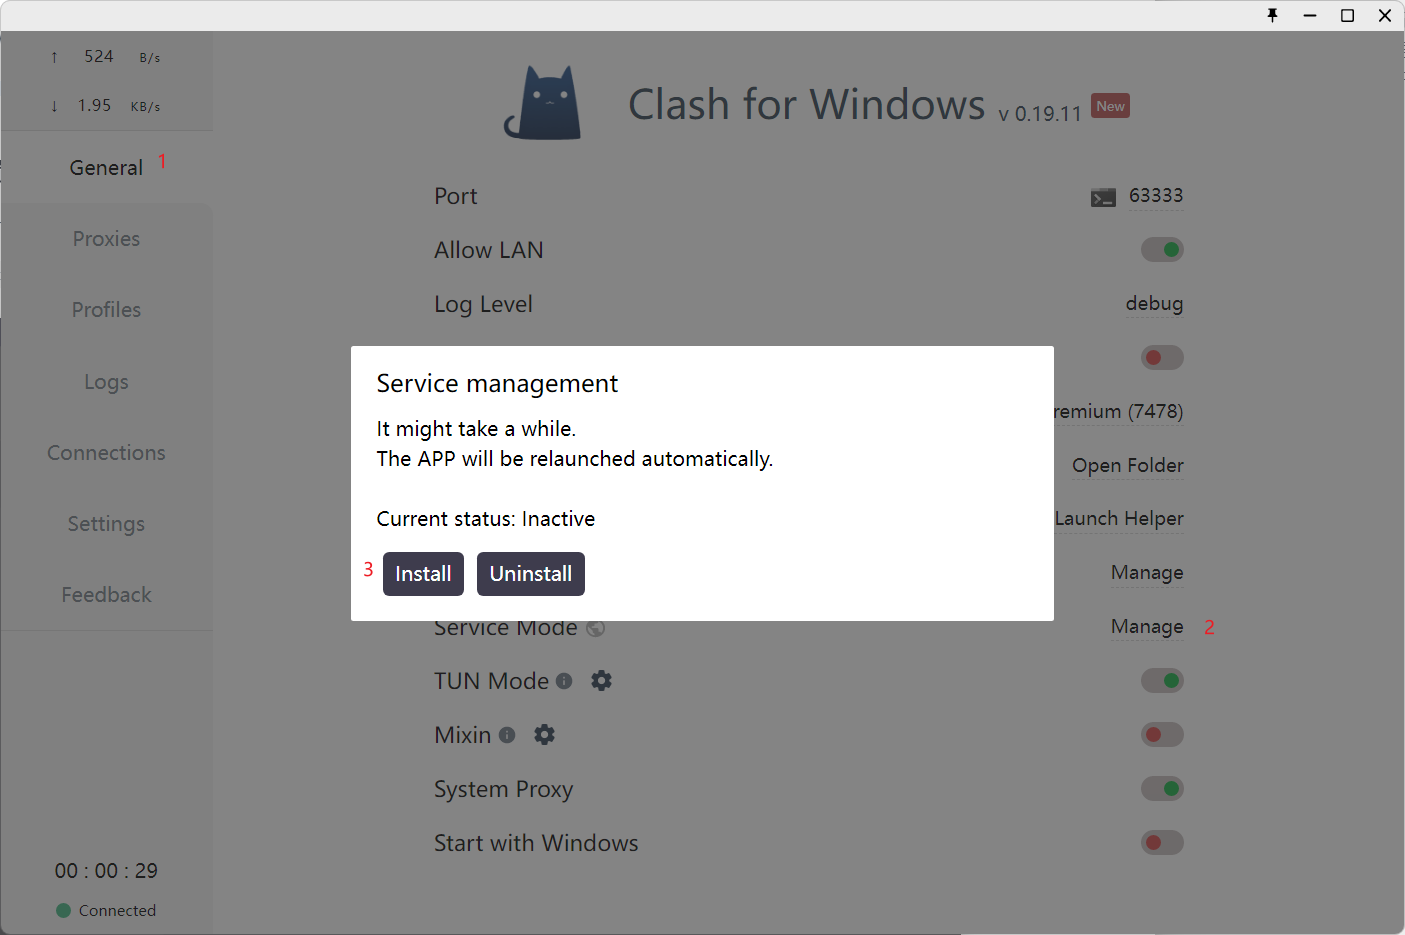 ↑ 524 B/s
↓ 1.95 KB/s
General 1
Proxies
Profiles
Logs
Connections
Settings
Feedback
00 : 00 : 29
Connected
Clash for Windows v 0.19.11 New
Port 63333
Allow LAN
Log Level debug
remium (7478)
Open Folder
Launch Helper
Manage
Service Mode Manage 2
TUN Mode
Mixin
System Proxy
Start with Windows
Service management
It might take a while.
The APP will be relaunched automatically.
Current status: Inactive
3 Install Uninstall